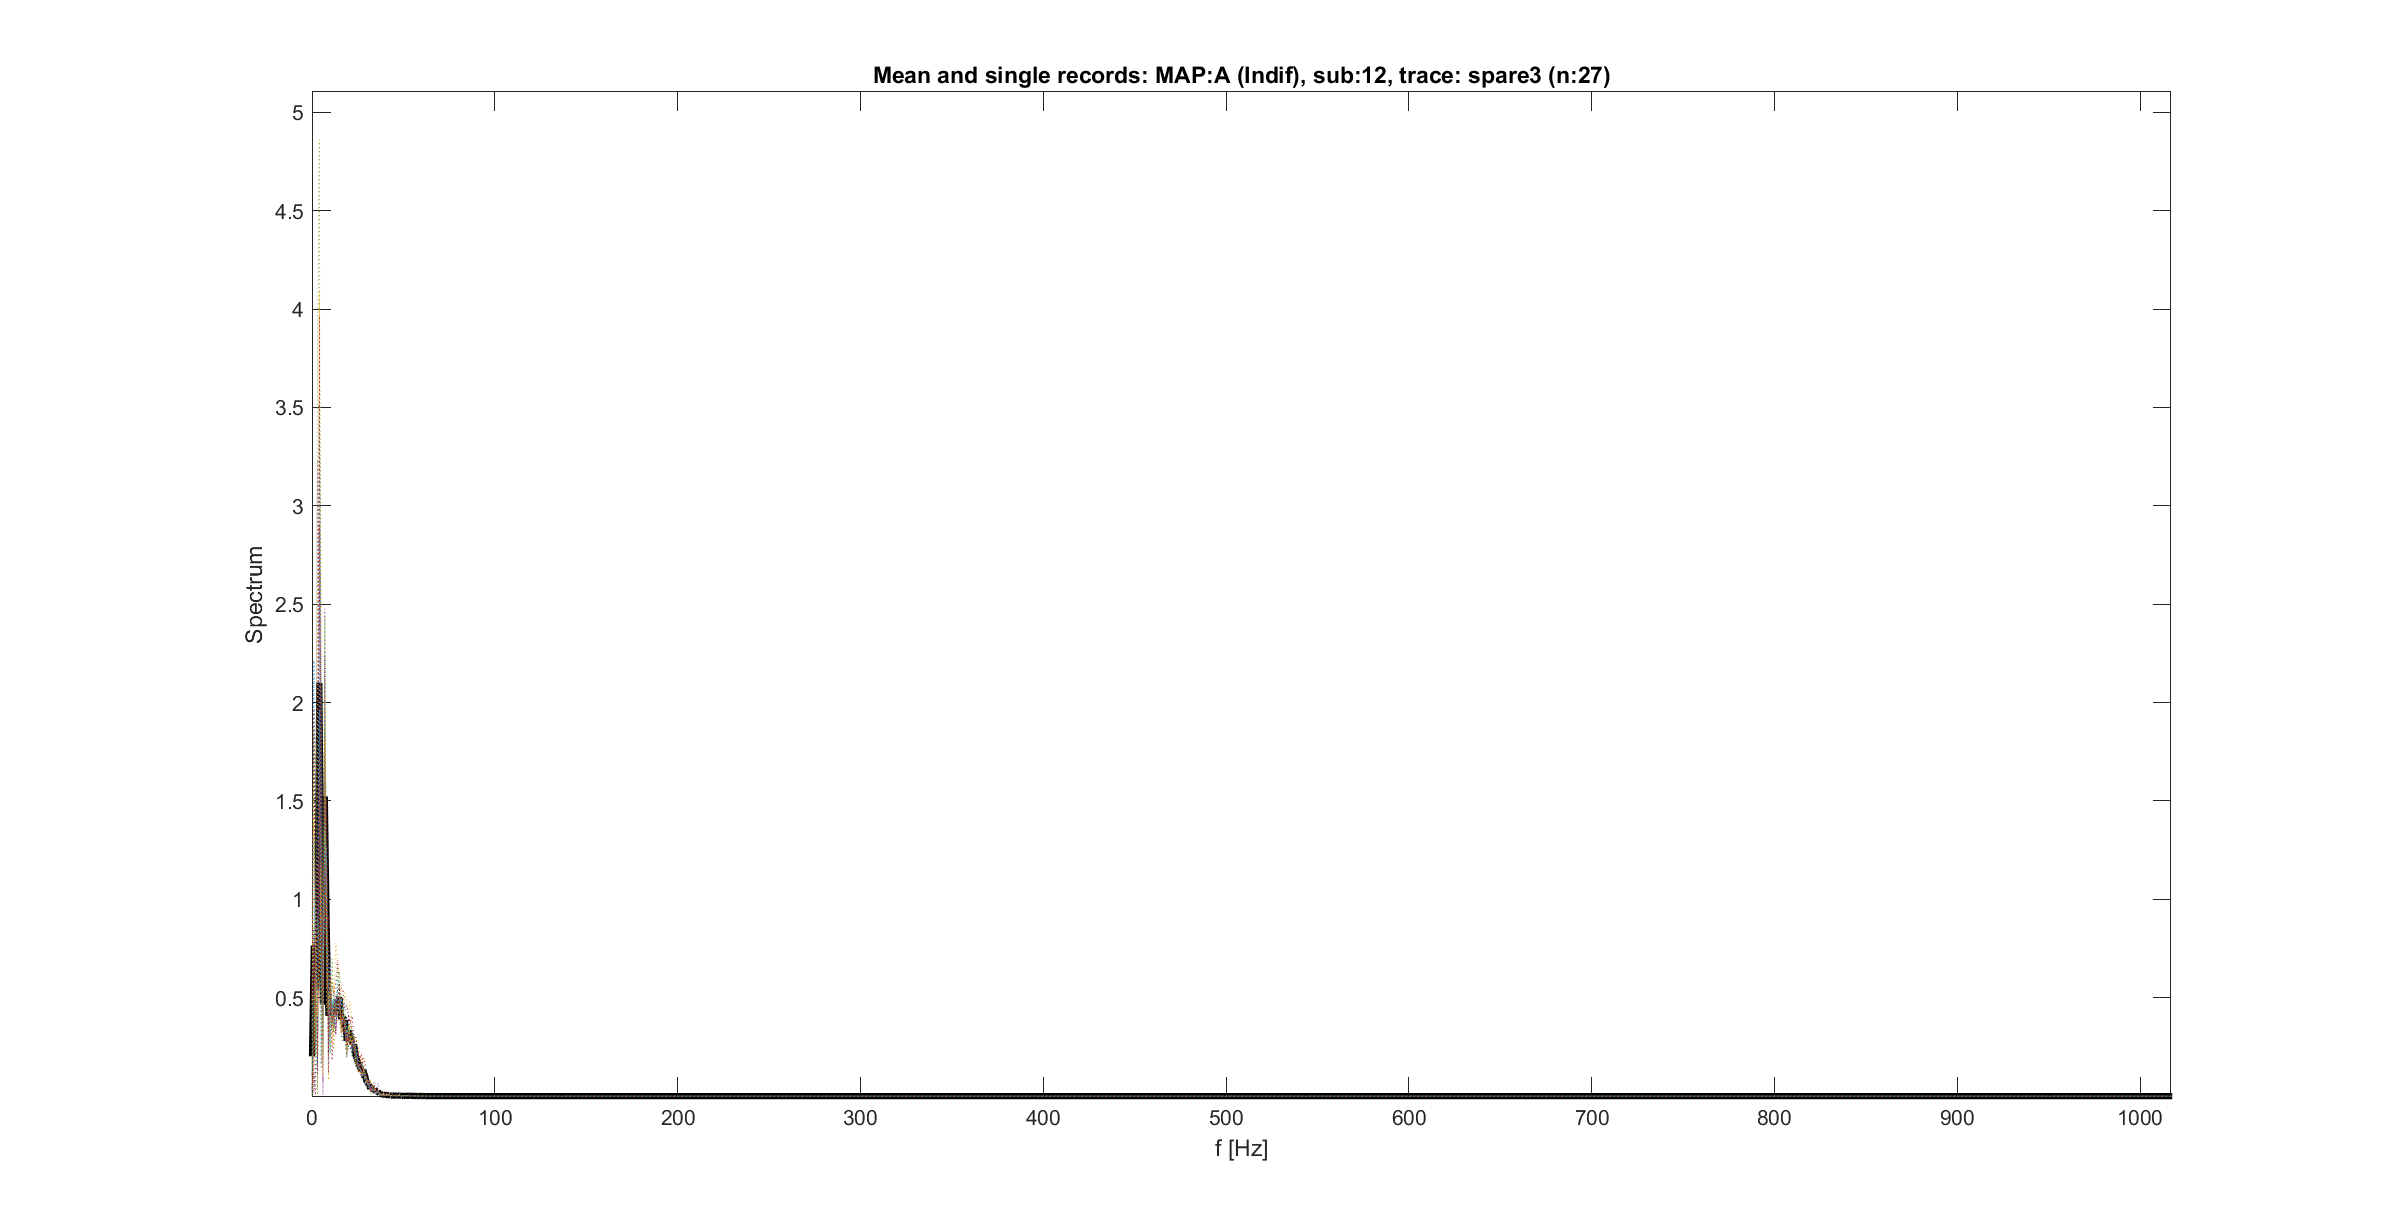 Mean and single records: MAP:A (Indif), sub:12, trace: spare3 (n:27)
5
4.5
4
3.5
3
2.5
2
1.5
1
0.5
Spectrum
0 100 200 300 400 500 600 700 800 900 1000
f [Hz]